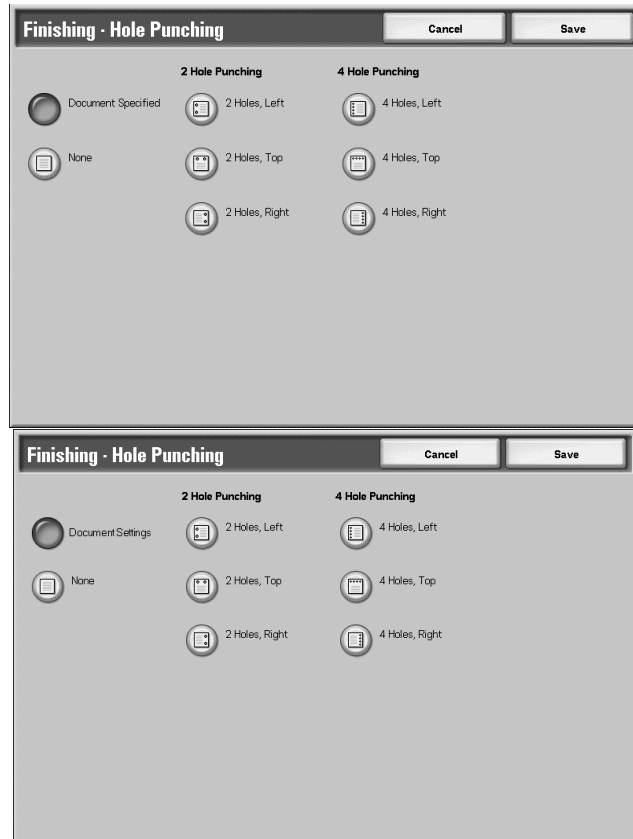 Finishing - Hole Punching Cancel Save
2 Hole Punching 4 Hole Punching
Document Specified 2 Holes, Left 4 Holes, Left
None 2 Holes, Top 4 Holes, Top
2 Holes, Right 4 Holes, Right
Finishing - Hole Punching Cancel Save
2 Hole Punching 4 Hole Punching
Document Settings 2 Holes, Left 4 Holes, Left
None 2 Holes, Top 4 Holes, Top
2 Holes, Right 4 Holes, Right